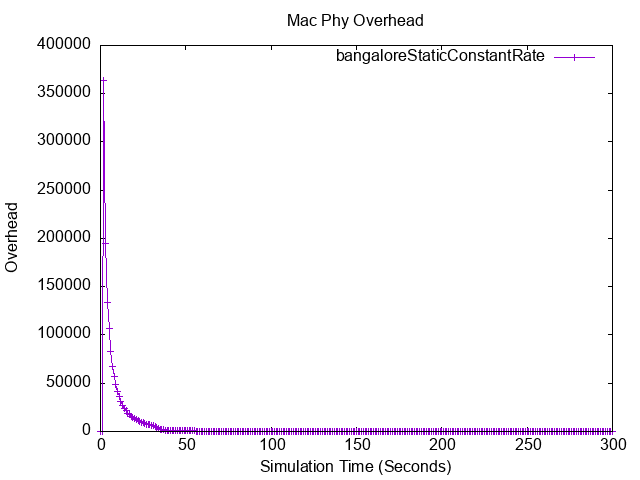 Mac Phy Overhead
bangaloreStaticConstantRate
400000
350000
300000
250000
200000
150000
100000
50000
0
Overhead
0 50 100 150 200 250 300
Simulation Time (Seconds)